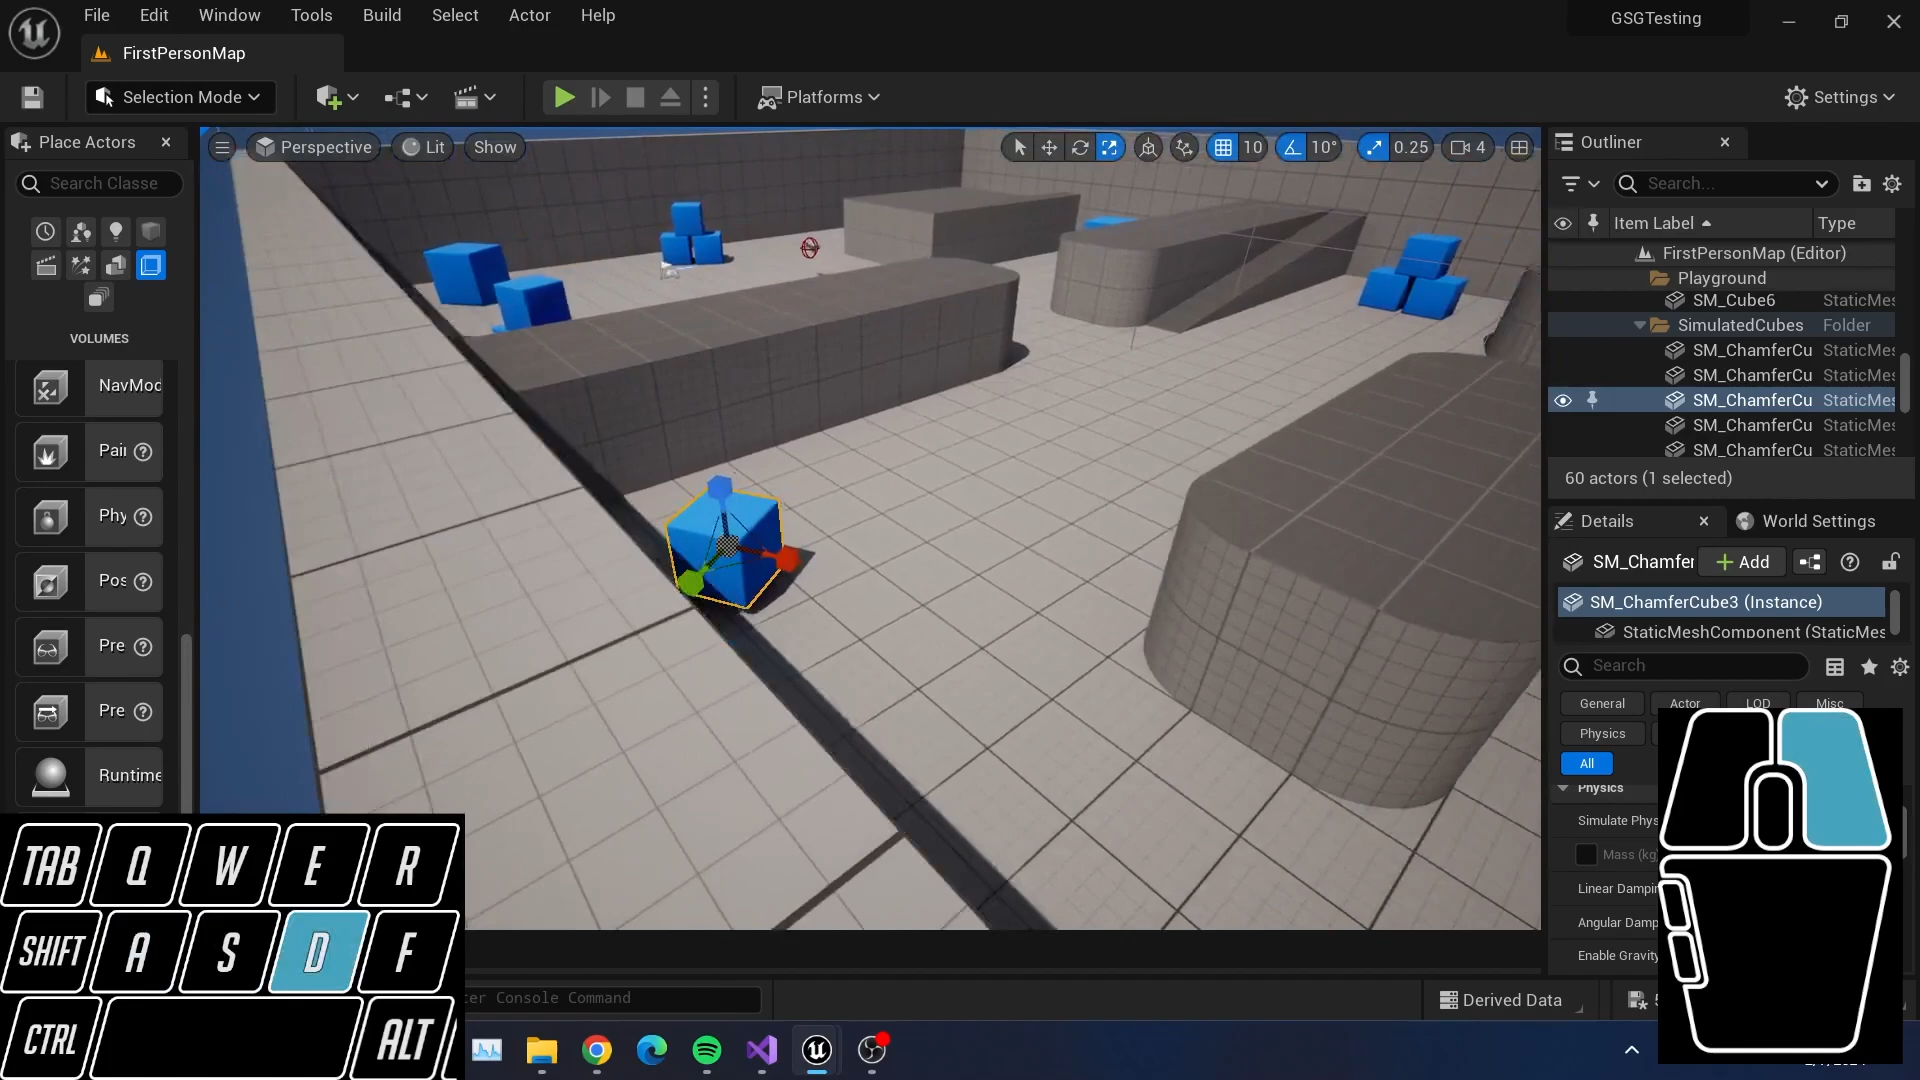 File Edit Window Tools Build Select Actor Help
GSGTesting
FirstPersonMap
Selection Mode
Platforms
Settings
Place Actors
Search Classe
VOLUMES
NavMod
Pai
Phy
Pos
Pre
Pre
Runtime
Perspective
Lit
Show
10
10°
0.25
4
Outliner
Search...
Item Label
Type
FirstPersonMap (Editor)
Playground
SM_Cube6 StaticMes
SimulatedCubes Folder
SM_ChamferCu StaticMes
SM_ChamferCu StaticMes
SM_ChamferCu StaticMes
SM_ChamferCu StaticMes
SM_ChamferCu StaticMes
60 actors (1 selected)
Details
World Settings
SM_Chamfer
+ Add
SM_ChamferCube3 (Instance)
StaticMeshComponent (StaticMes
Search
General
Actor
LOD
Misc
Physics
All
Physics
Simulate Phys
Mass (kg
Linear Dampi
Angular Damp
Enable Gravity
TAB Q W E R
SHIFT A S D F
CTRL ALT
ter Console Command
Derived Data